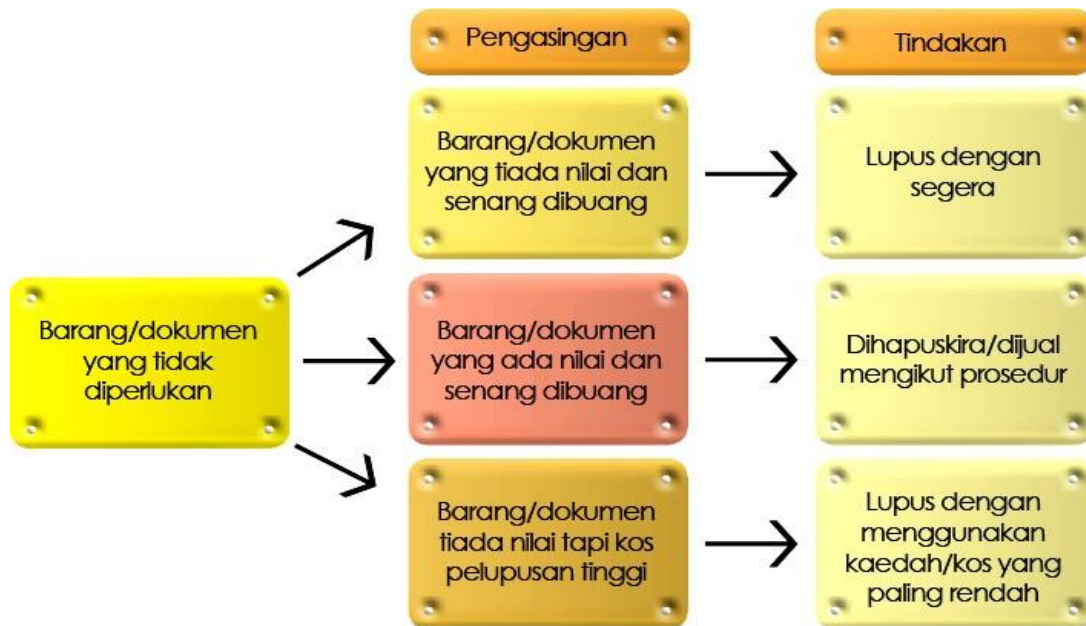 Pengasingan
Tindakan
Barang/dokumen
yang tiada nilai dan
senang dibuang
Lupus dengan
segera
Barang/dokumen
yang tidak
diperlukan
Barang/dokumen
yang ada nilai dan
senang dibuang
Dihapuskira/dijual
mengikut prosedur
Barang/dokumen
tiada nilai tapi kos
pelupusan tinggi
Lupus dengan
menggunakan
kaedah/kos yang
paling rendah